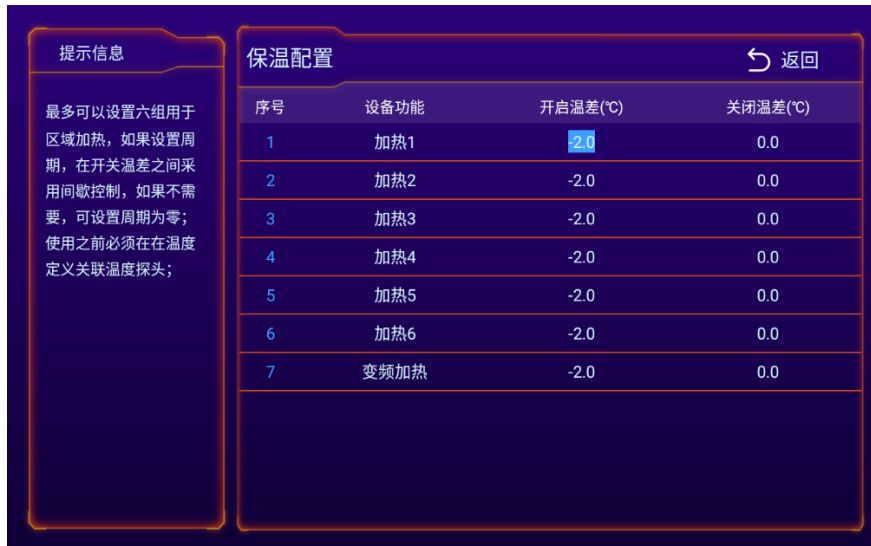 提示信息
最多可以设置六组用于
区域加热，如果设置周
期，在开关温差之间采
用间歇控制，如果不需
要，可设置周期为零；
使用之前必须在在温度
定义关联温度探头；
保温配置
返回
序号 设备功能 开启温差(℃) 关闭温差(℃)
1 加热1 -2.0 0.0
2 加热2 -2.0 0.0
3 加热3 -2.0 0.0
4 加热4 -2.0 0.0
5 加热5 -2.0 0.0
6 加热6 -2.0 0.0
7 变频加热 -2.0 0.0